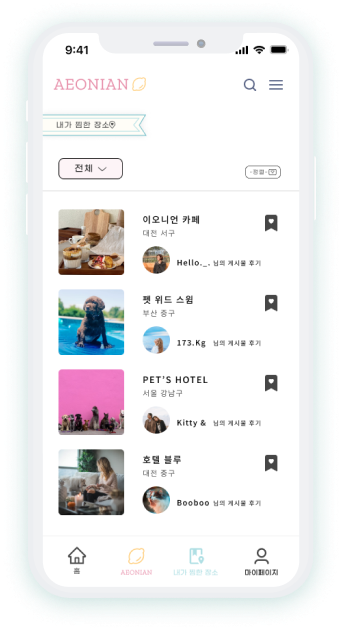 9:41
AEONIAN
내가 찜한 장소
전체
이오니언 카페
대전 서구
Hello._. 님의 게시물 후기
펫 위드 스윔
부산 중구
173.Kg 님의 게시물 후기
PET'S HOTEL
서울 강남구
Kitty & 님의 게시물 후기
호텔 블루
대전 중구
Booboo 님의 게시물 후기
홈
AEONIAN
내가 찜한 장소
마이페이지